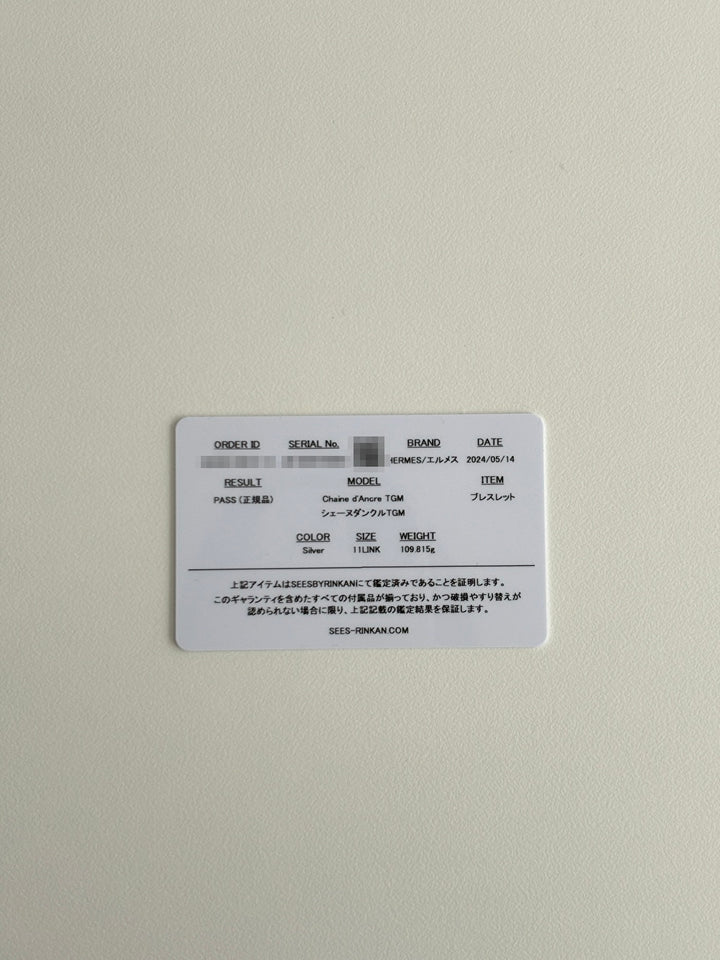 ORDER ID SERIAL No. BRAND DATE
HERMES/エルメス 2024/05/14
RESULT MODEL ITEM
PASS (正規品) Chaine d'Ancre TGM ブレスレット
シェーヌダンクルTGM
COLOR SIZE WEIGHT
Silver 11LINK 109.815g
上記アイテムはSEESBYRINKANにて鑑定済みであることを証明します。
このギャランティを含めたすべての付属品が揃っており、かつ破損やすり替えが
認められない場合に限り、上記記載の鑑定結果を保証します。
SEES-RINKAN.COM